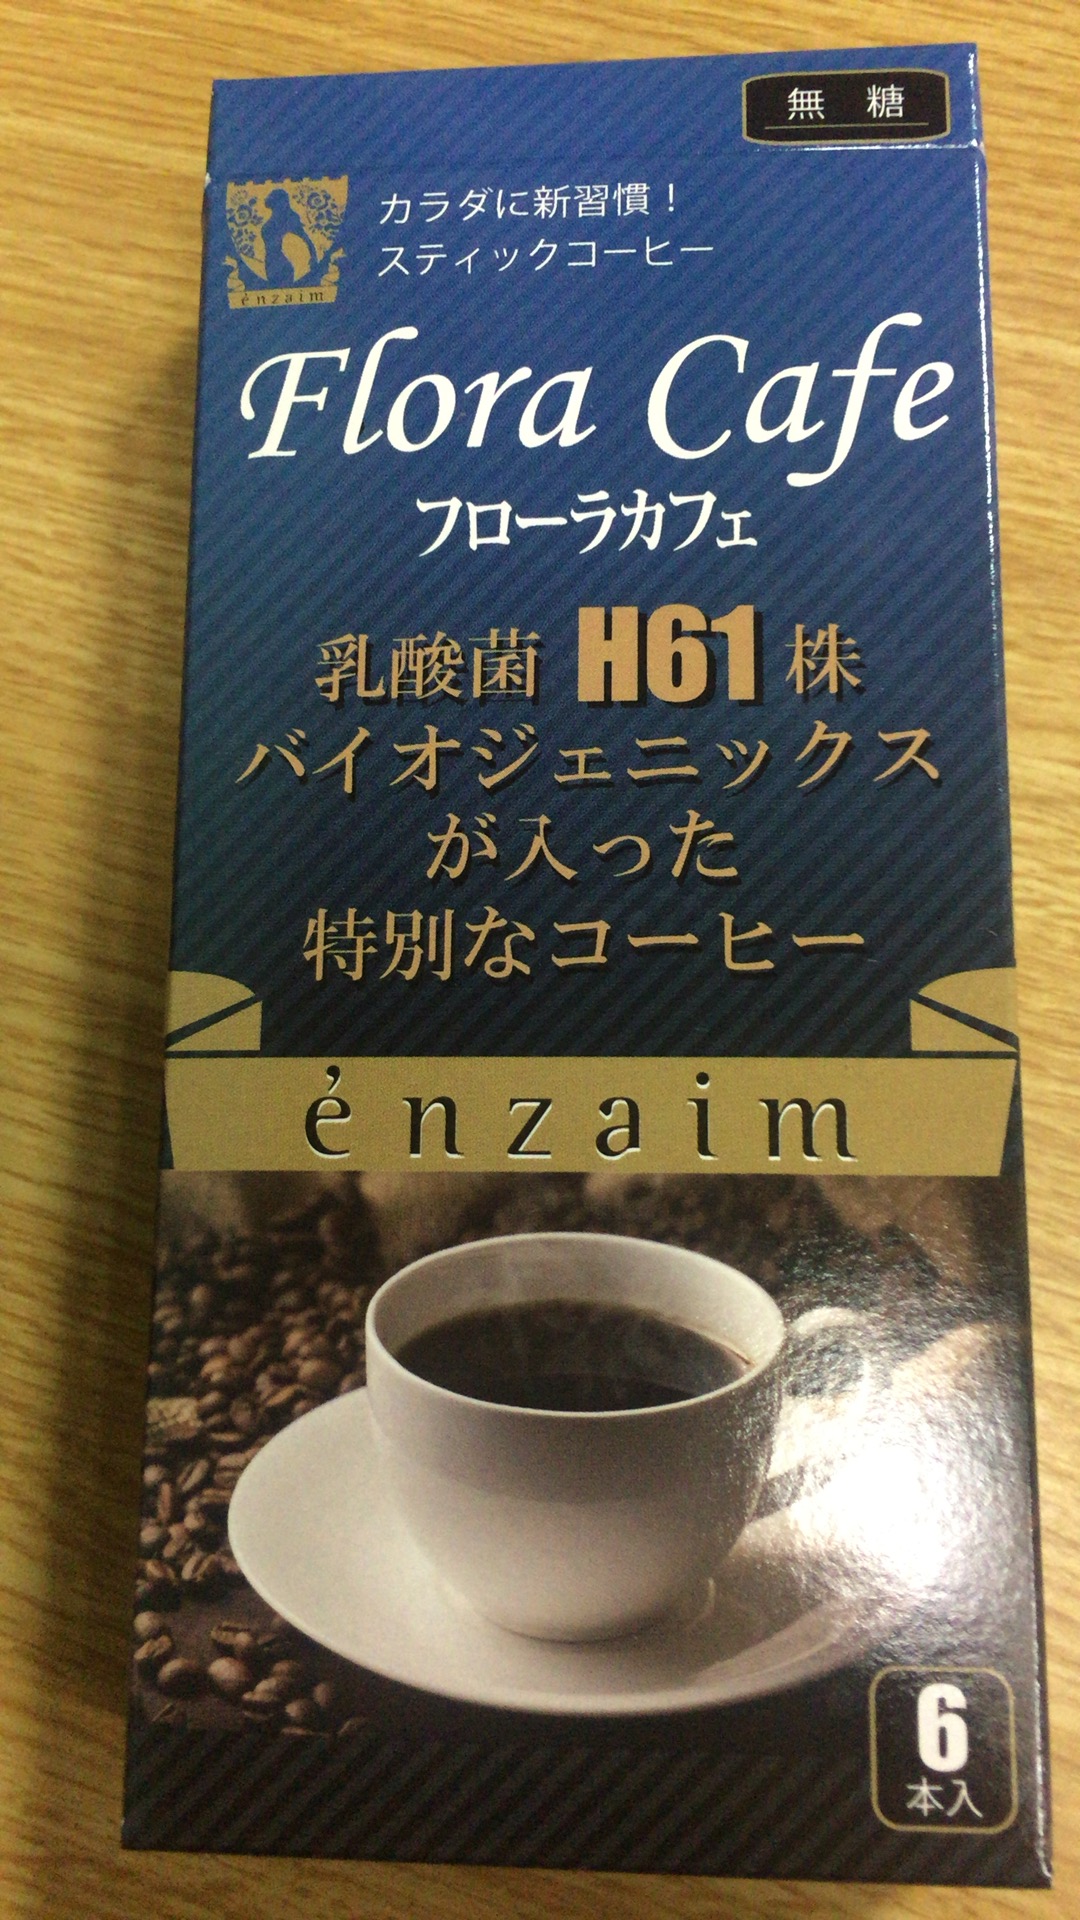 無 糖
カラダに新習慣！
スティックコーヒー
énzaim
Flora Cafe
フローラカフェ
乳酸菌 H61 株
バイオジェニックス
が入った
特別なコーヒー
énzaim
6
本入